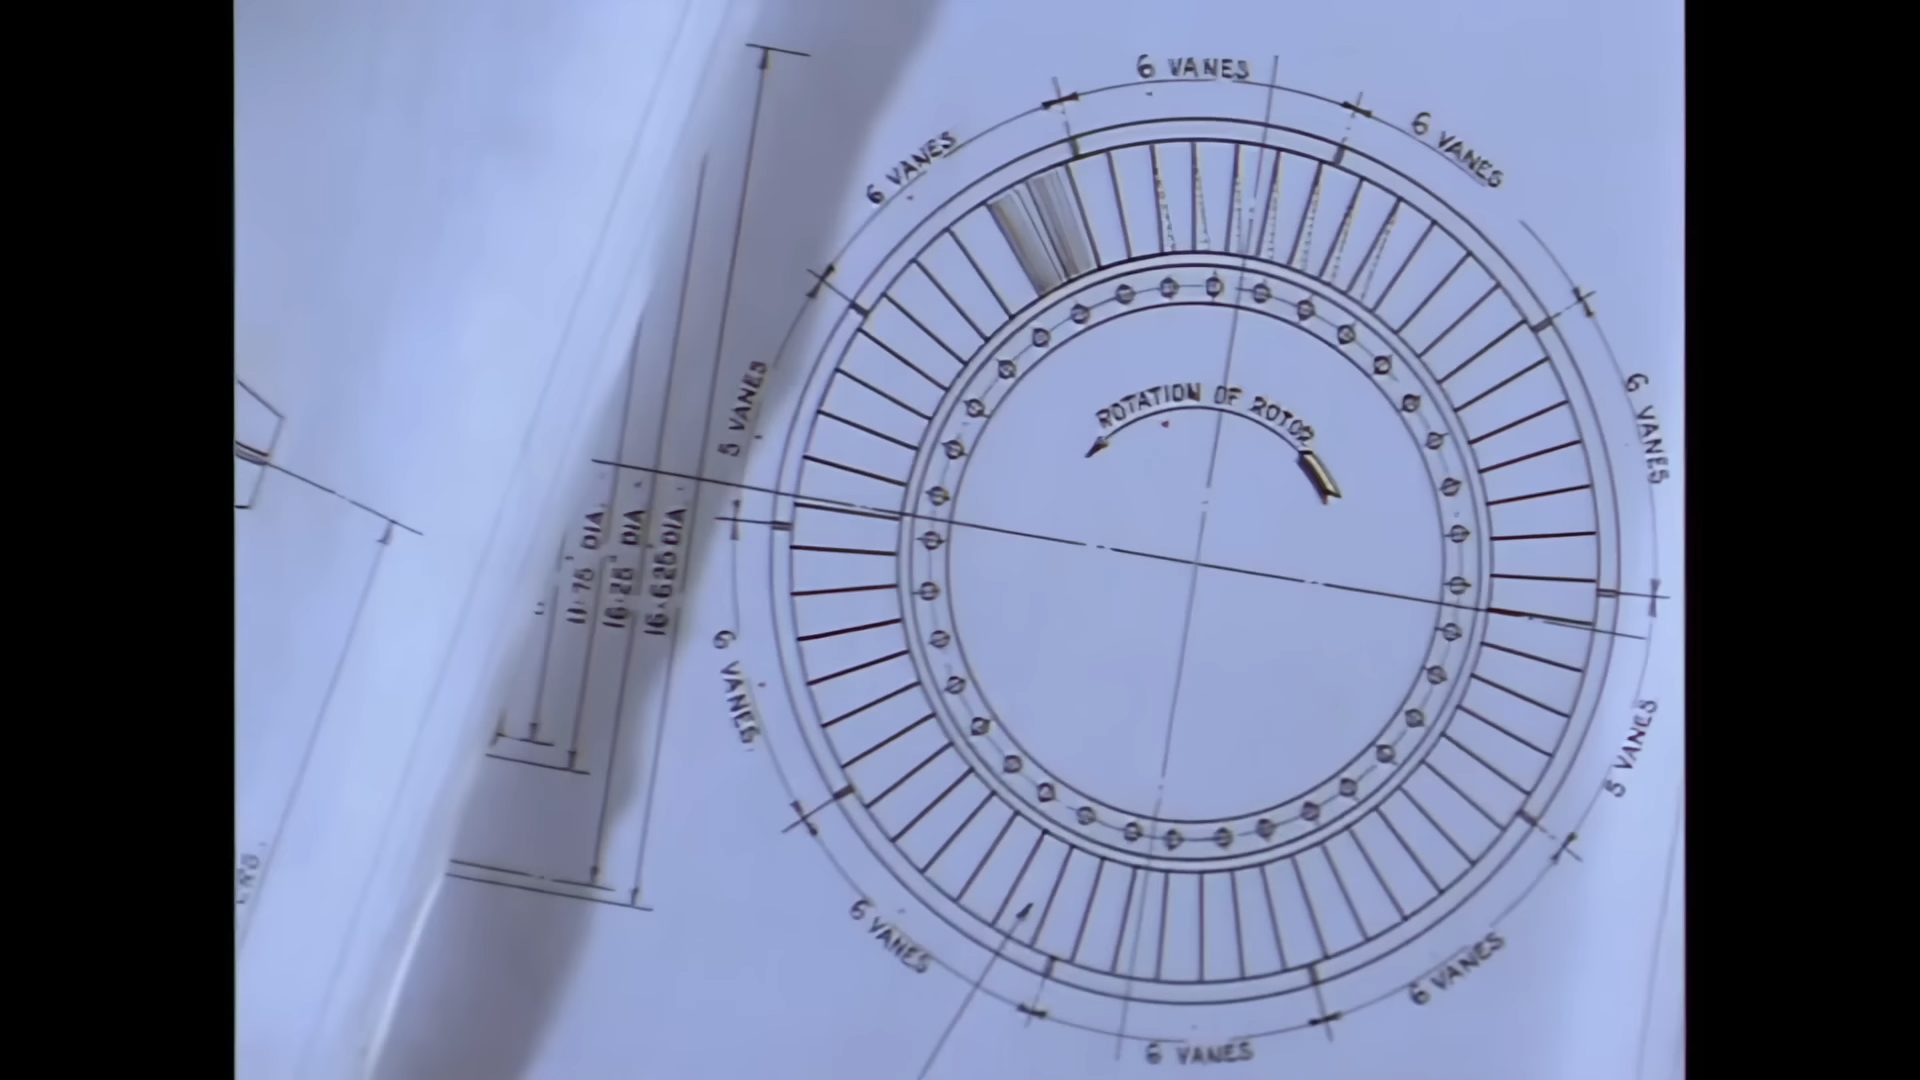 6 VANES
6 VANES
6 VANES
6 VANES
5 VANES
6 VANES
6 VANES
6 VANES
6 VANES
5 VANES
ROTATION OF ROTOR
11·75" DIA.
16·25" DIA.
16·625" DIA.